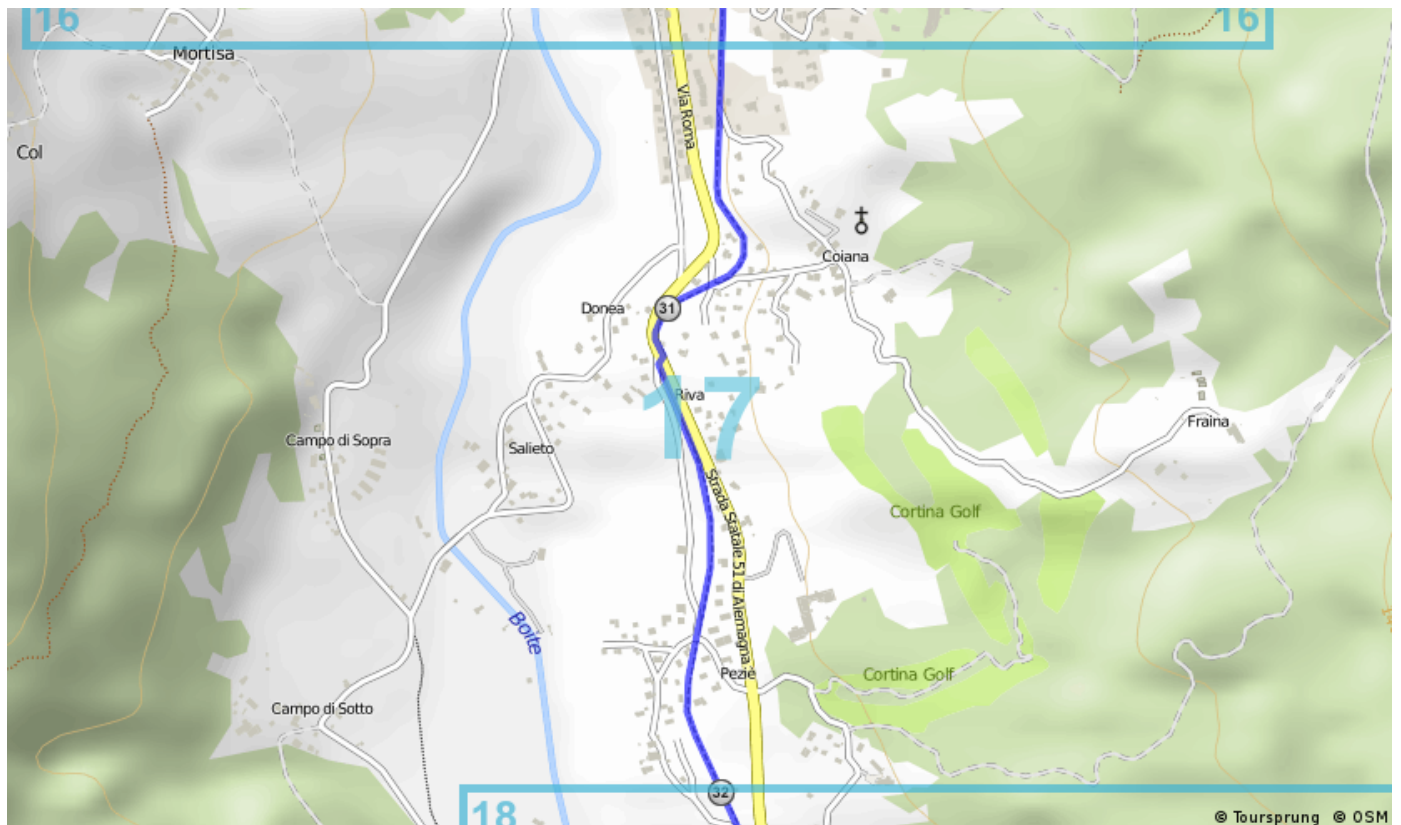 16
16
Mortisa
Via Roma
Col
Coiana
Donea
31
17
Riva
Fraina
Campo di Sopra
Salieto
Strada Statale 51 di Alemagna
Cortina Golf
Boite
Pezie
Cortina Golf
Campo di Sotto
32
18
© Toursprung © OSM